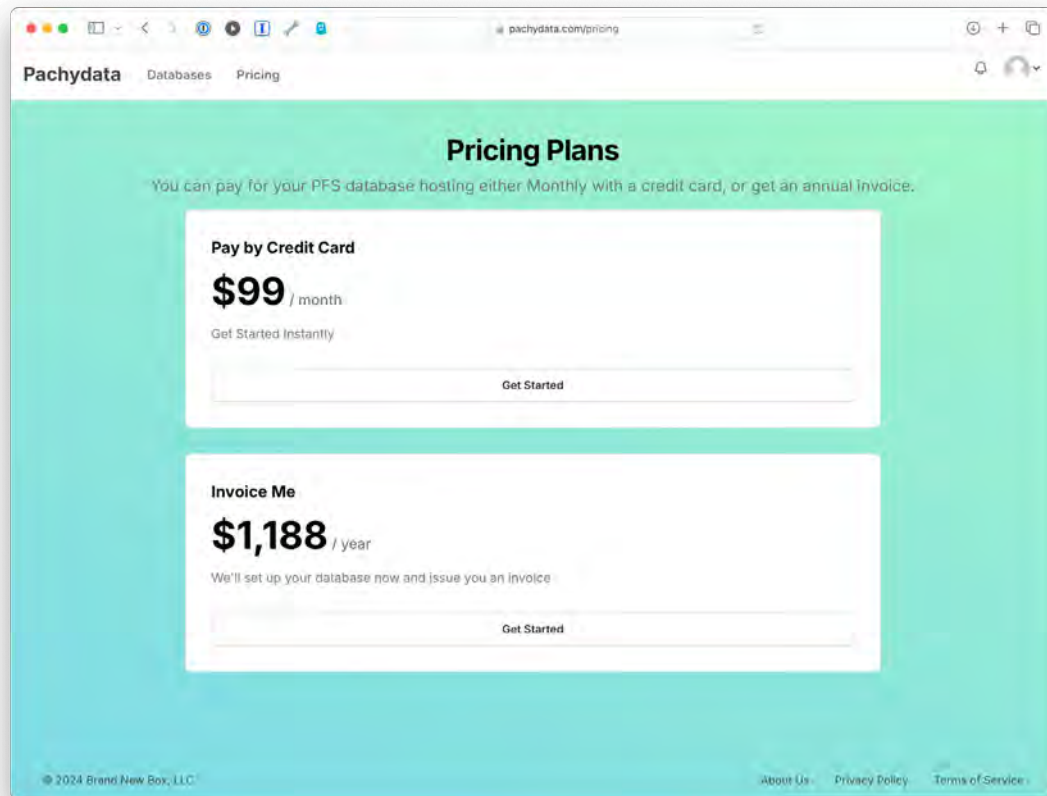 pachydata.com/pricing
Pachydata Databases Pricing
Pricing Plans
You can pay for your PFS database hosting either Monthly with a credit card, or get an annual invoice.
Pay by Credit Card
$99 / month
Get Started Instantly
Get Started
Invoice Me
$1,188 / year
We'll set up your database now and issue you an invoice
Get Started
© 2024 Brand New Box, LLC About Us Privacy Policy Terms of Service